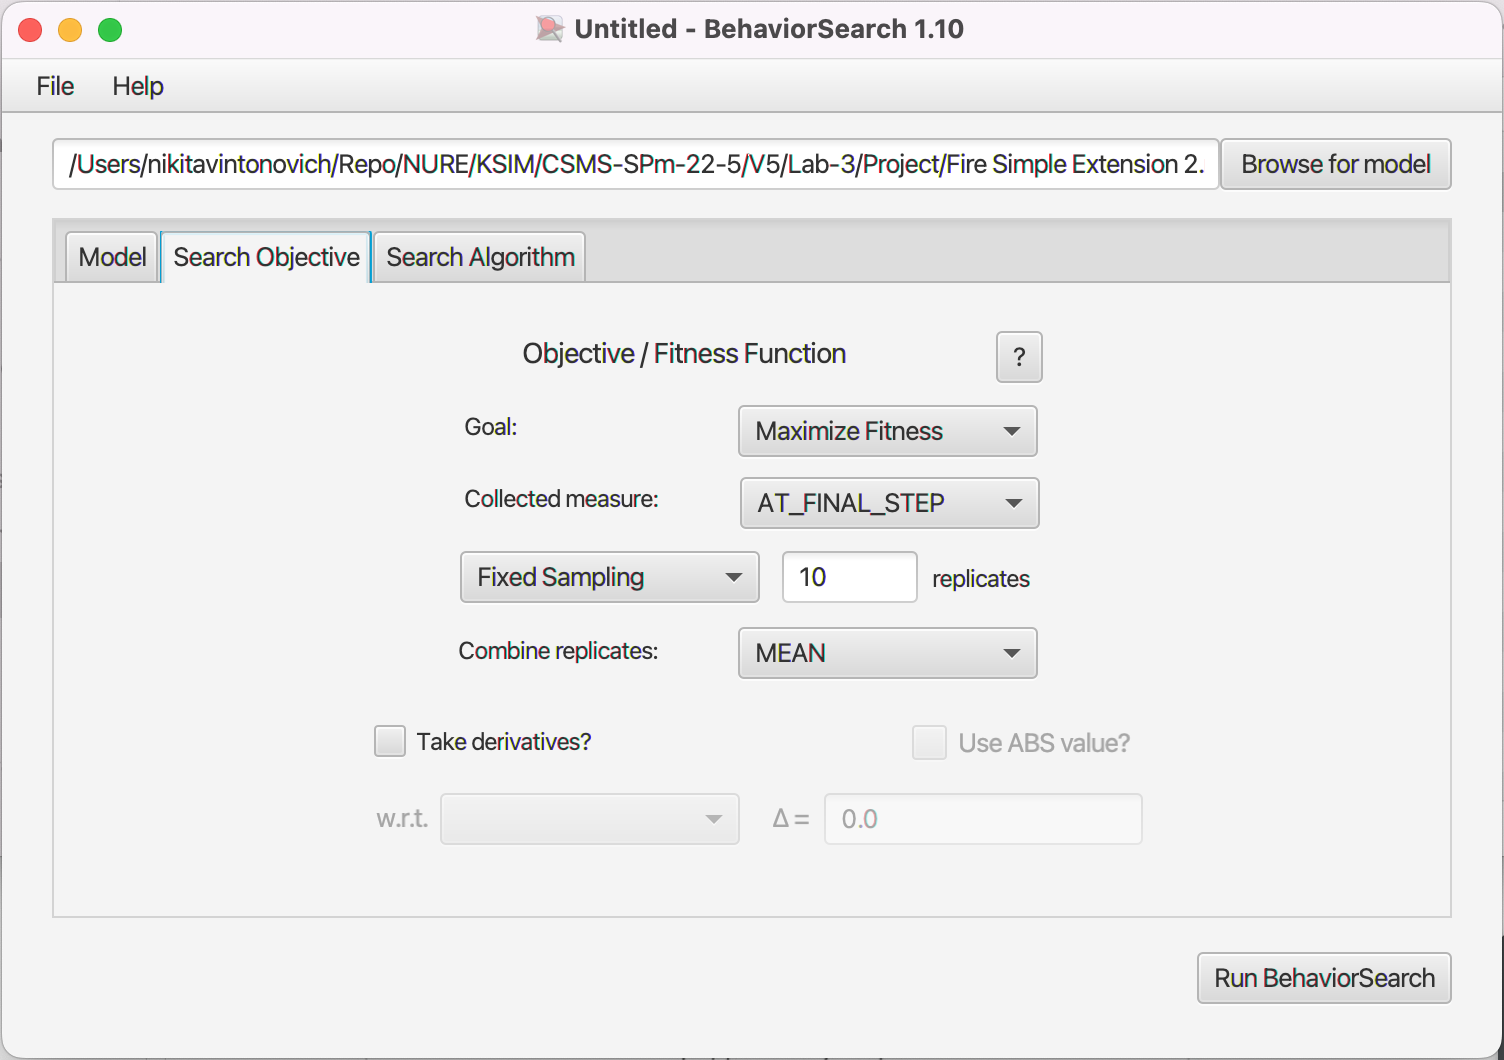 Untitled - BehaviorSearch 1.10
File Help
/Users/nikitavintonovich/Repo/NURE/KSIM/CSMS-SPm-22-5/V5/Lab-3/Project/Fire Simple Extension 2. Browse for model
Model Search Objective Search Algorithm
Objective / Fitness Function ?
Goal: Maximize Fitness
Collected measure: AT_FINAL_STEP
Fixed Sampling 10 replicates
Combine replicates: MEAN
Take derivatives? Use ABS value?
w.r.t. Δ = 0.0
Run BehaviorSearch